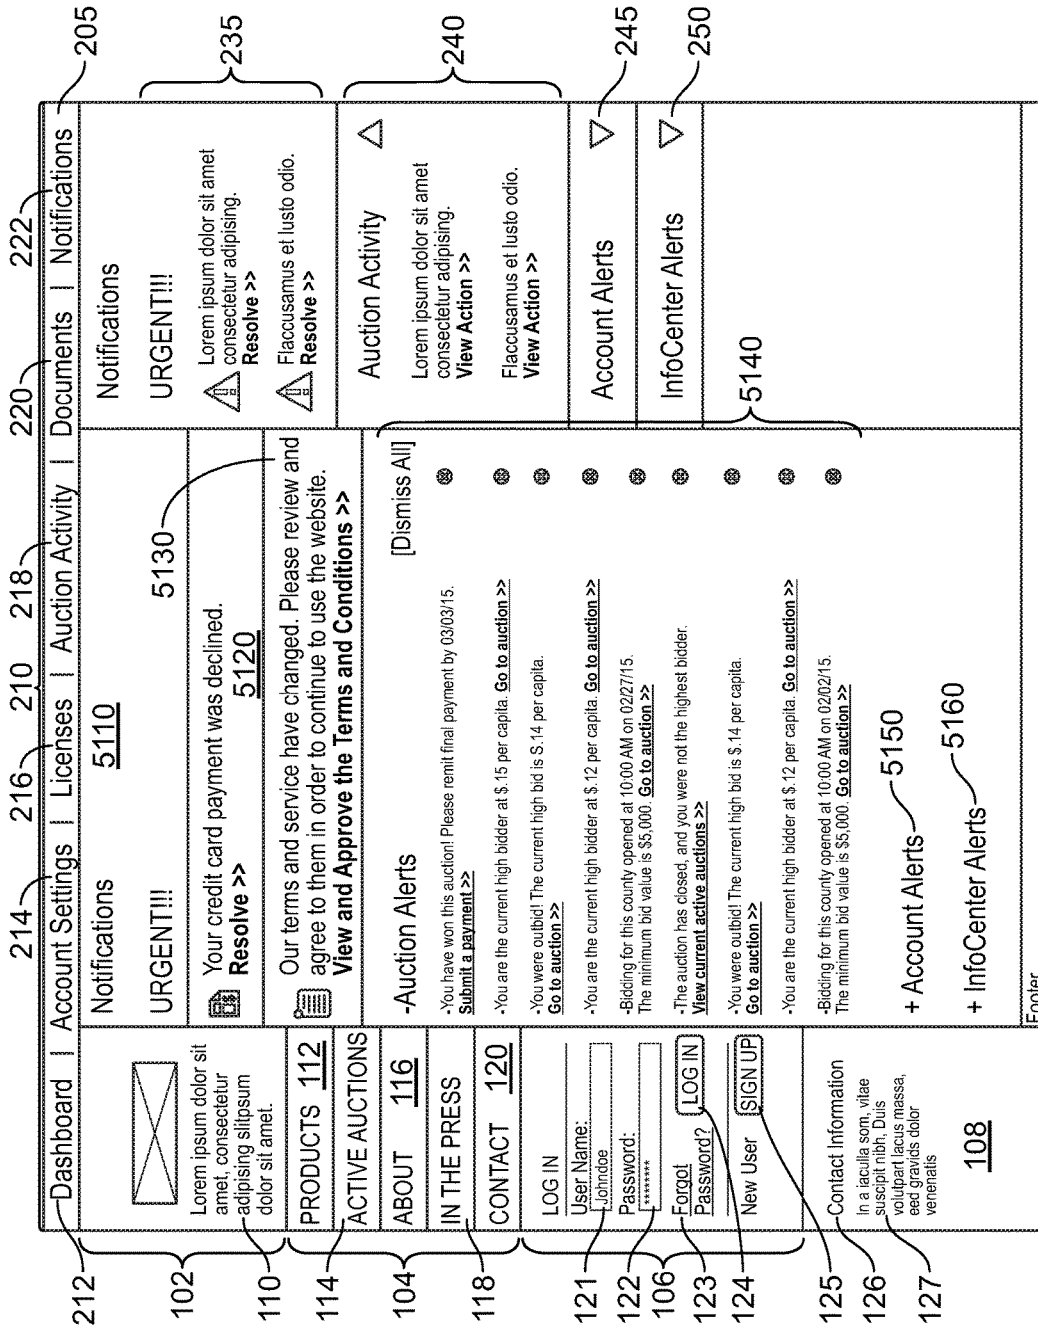 212
214
216
210
218
220
222
205
Dashboard | Account Settings | Licenses | Auction Activity | Documents | Notifications
102
Lorem ipsum dolor sit
amet, consectetur
adipising slitpsum
dolor sit amet.
110
114
104
118
PRODUCTS 112
ACTIVE AUCTIONS
ABOUT 116
IN THE PRESS
CONTACT 120
LOG IN
User Name:
Johndoe
Password:
********
Forgot
Password?
LOG IN
New User
SIGN UP
121
122
106
123
124
125
126
127
Contact Information
In a iaculla som, vitae
suscipit nibh, Duis
volutpart lacus massa,
eed gravids dolor
venenatis
108
Notifications
5110
URGENT!!!
5130
Your credit card payment was declined.
Resolve >>
5120
Our terms and service have changed. Please review and
agree to them in order to continue to use the website.
View and Approve the Terms and Conditions >>
-Auction Alerts
[Dismiss All]
-You have won this auction! Please remit final payment by 03/03/15.
Submit a payment >>
-You are the current high bidder at $.15 per capita. Go to auction >>
-You were outbid! The current high bid is S.14 per capita.
Go to auction >>
-You are the current high bidder at $.12 per capita. Go to auction >>
-Bidding for this county opened at 10:00 AM on 02/27/15.
The minimum bid value is $5,000. Go to auction >>
-The auction has closed, and you were not the highest bidder.
View current active auctions >>
-You were outbid! The current high bid is $.14 per capita.
Go to auction >>
-You are the current high bidder at $.12 per capita. Go to auction >>
-Bidding for this county opened at 10:00 AM on 02/02/15.
The minimum bid value is $5,000. Go to auction >>
5140
+ Account Alerts
5150
+ InfoCenter Alerts
5160
Footer
Notifications
URGENT!!!
Lorem ipsum dolor sit amet
consectetur adipising.
Resolve >>
Flaccusamus et lusto odio.
Resolve >>
235
Auction Activity
Lorem ipsum dolor sit amet
consectetur adipising.
View Action >>
Flaccusamus et lusto odio.
View Action >>
240
Account Alerts
245
InfoCenter Alerts
250